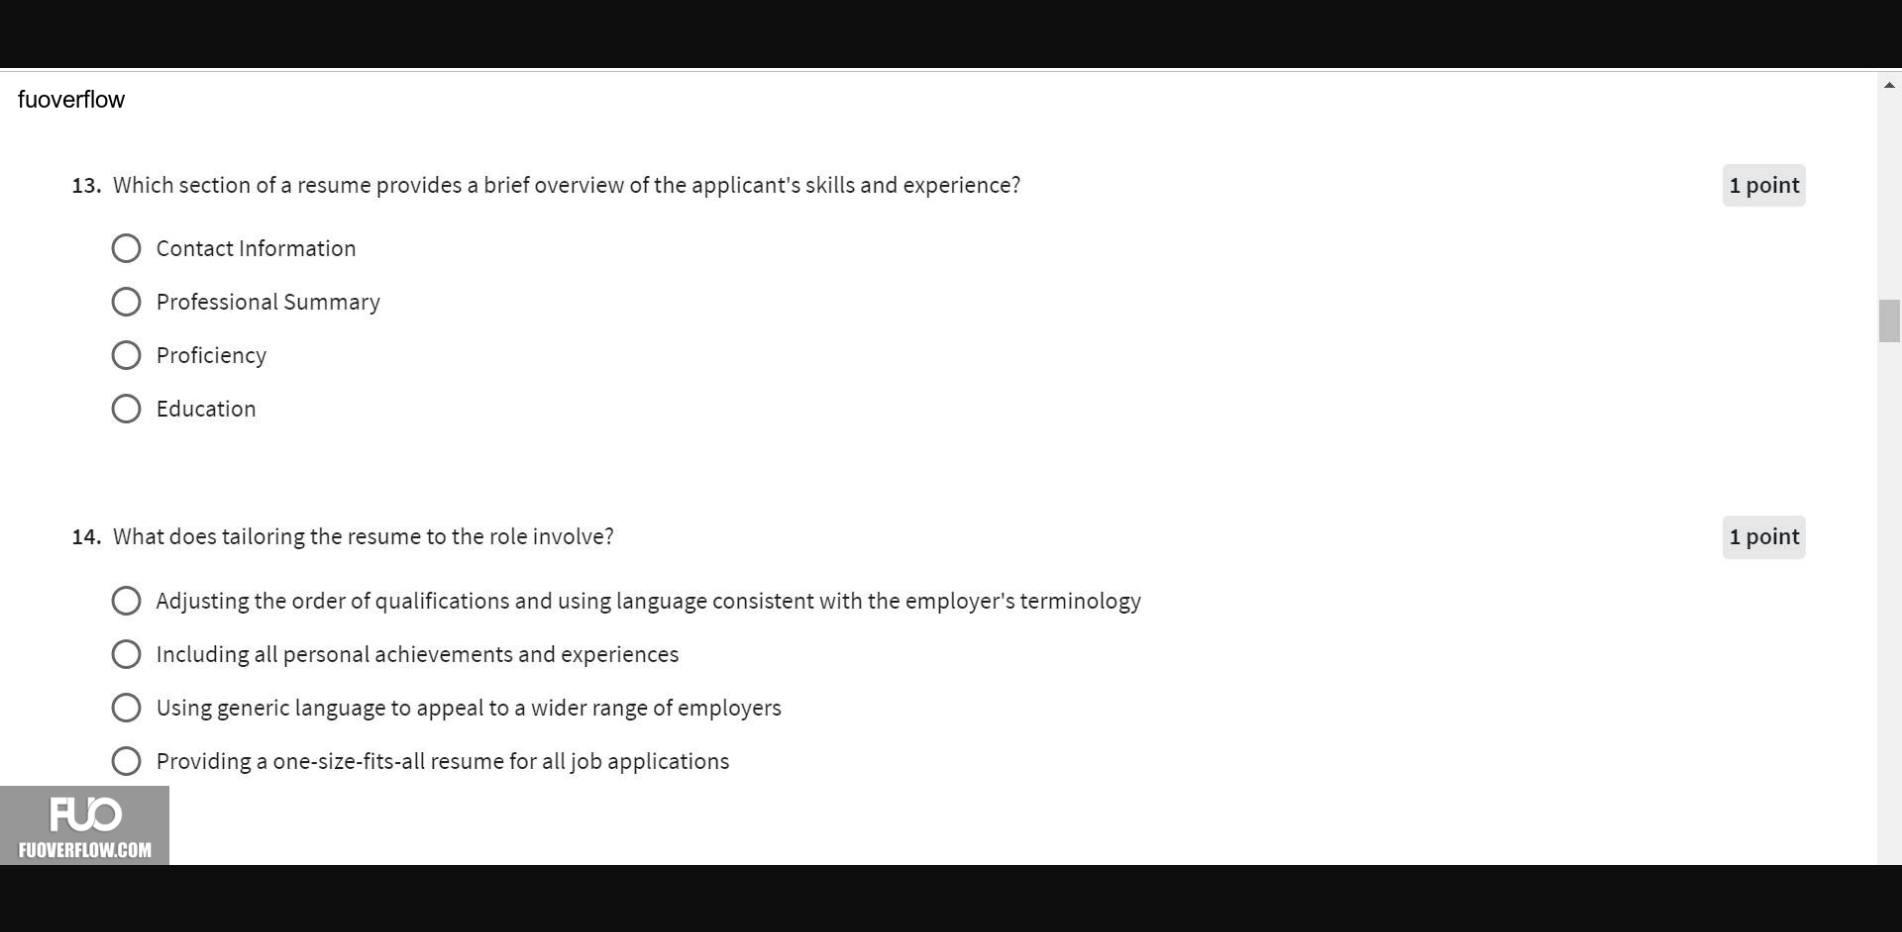 fuoverflow
13. Which section of a resume provides a brief overview of the applicant's skills and experience?
1 point
Contact Information
Professional Summary
Proficiency
Education
14. What does tailoring the resume to the role involve?
1 point
Adjusting the order of qualifications and using language consistent with the employer's terminology
Including all personal achievements and experiences
Using generic language to appeal to a wider range of employers
Providing a one-size-fits-all resume for all job applications
FUO
FUOVERFLOW.COM